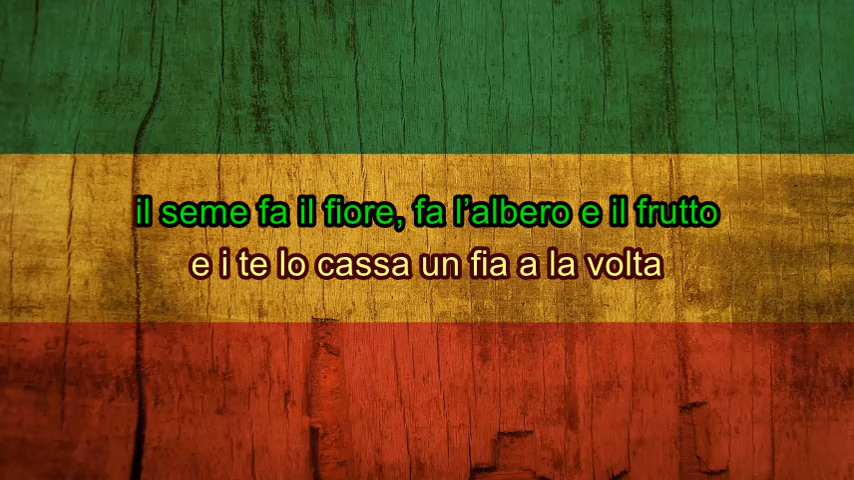 il seme fa il fiore, fa l’albero e il frutto
e i te lo cassa un fia a la volta